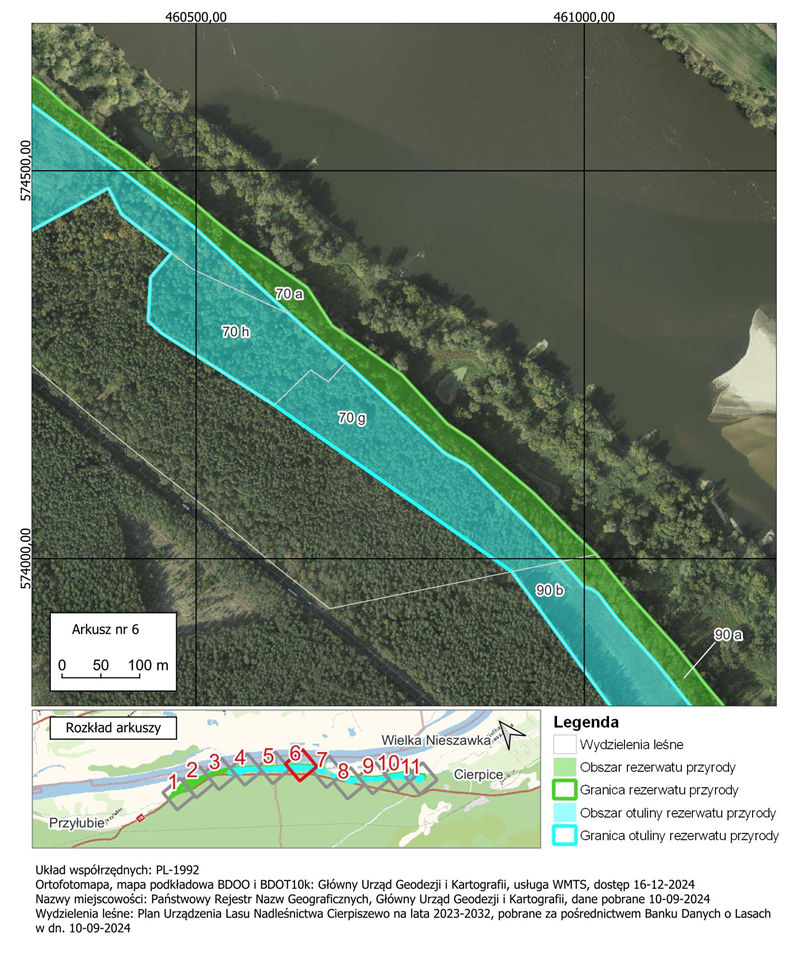 460500,00
461000,00
574500,00
70 a
70 h
70 g
574000,00
90 b
90 a
Arkusz nr 6
0 50 100 m
Rozkład arkuszy
Wielka Nieszawka
1 2 3 4 5 6 7 8 9 10 11
Cierpice
Przyłubie
Legenda
Wydzielenia leśne
Obszar rezerwatu przyrody
Granica rezerwatu przyrody
Obszar otuliny rezerwatu przyrody
Granica otuliny rezerwatu przyrody
Układ współrzędnych: PL-1992
Ortofotomapa, mapa podkładowa BDOO i BDOT10k: Główny Urząd Geodezji i Kartografii, usługa WMTS, dostęp 16-12-2024
Nazwy miejscowości: Państwowy Rejestr Nazw Geograficznych, Główny Urząd Geodezji i Kartografii, dane pobrane 10-09-2024
Wydzielenia leśne: Plan Urządzenia Lasu Nadleśnictwa Cierpiszewo na lata 2023-2032, pobrane za pośrednictwem Banku Danych o Lasach
w dn. 10-09-2024